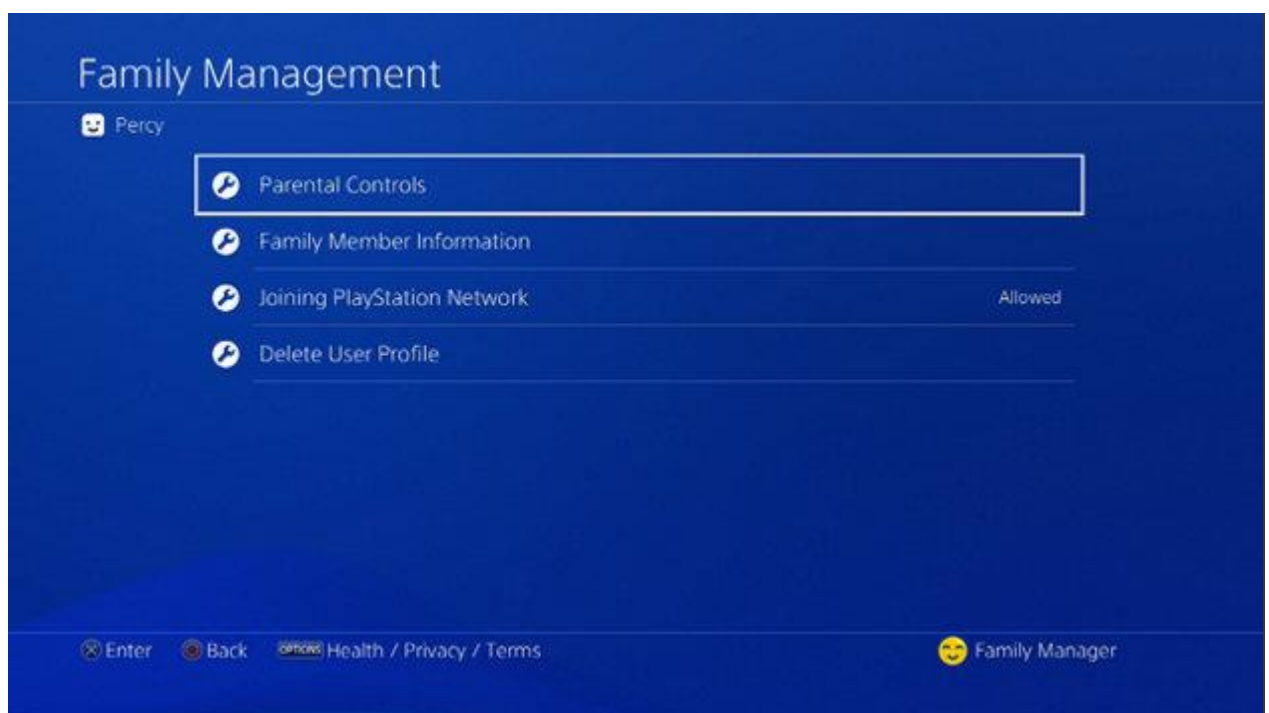 Family Management
Percy
Parental Controls
Family Member Information
Joining PlayStation Network Allowed
Delete User Profile
Enter Back OPTIONS Health / Privacy / Terms Family Manager